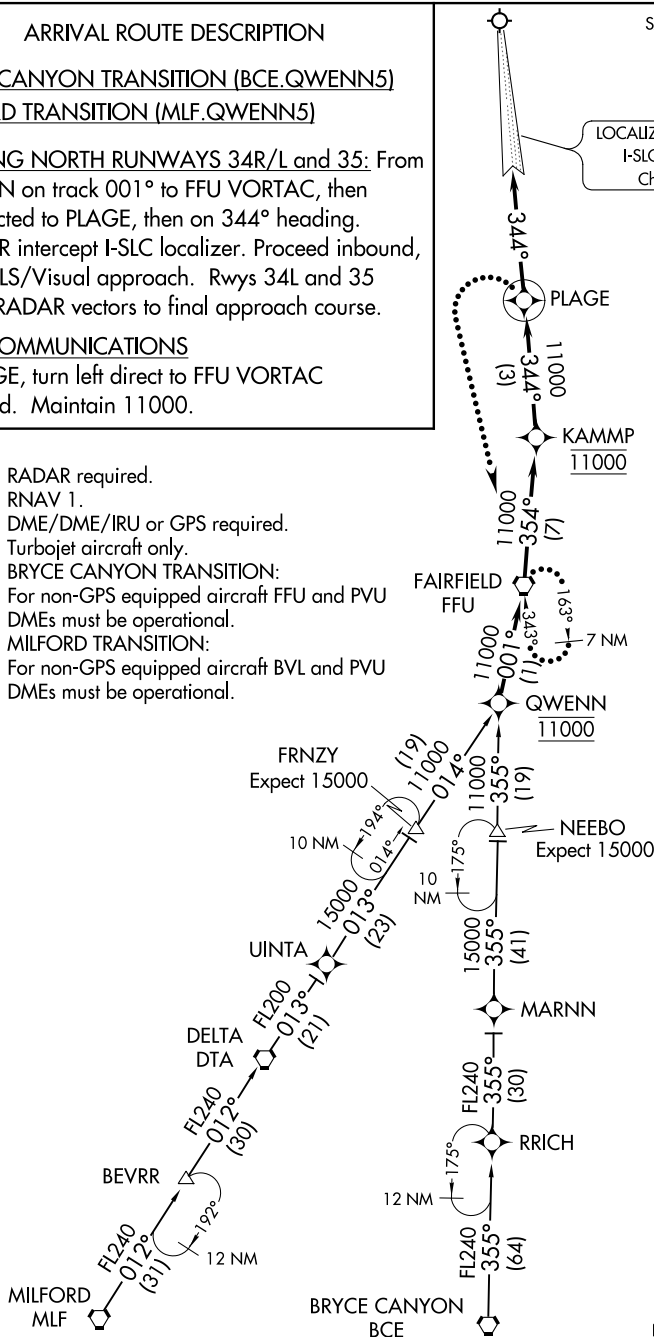 ARRIVAL ROUTE DESCRIPTION
CANYON TRANSITION (BCE.QWENN5)
D TRANSITION (MLF.QWENN5)
NG NORTH RUNWAYS 34R/L and 35: From
N on track 001° to FFU VORTAC, then
cted to PLAGE, then on 344° heading.
R intercept I-SLC localizer. Proceed inbound,
LS/Visual approach. Rwys 34L and 35
RADAR vectors to final approach course.
OMMUNICATIONS
GE, turn left direct to FFU VORTAC
d. Maintain 11000.
S
LOCALIZ
I-SLC
Ch
344°
PLAGE
11000
344°
(3)
KAMMP
11000
RADAR required.
RNAV 1.
DME/DME/IRU or GPS required.
Turbojet aircraft only.
BRYCE CANYON TRANSITION:
For non-GPS equipped aircraft FFU and PVU
DMEs must be operational.
MILFORD TRANSITION:
For non-GPS equipped aircraft BVL and PVU
DMEs must be operational.
11000
354°
(7)
FAIRFIELD
FFU
163°
343°
7 NM
11000
001°
(1)
QWENN
11000
FRNZY
Expect 15000
(19)
11000
014°
11000
355°
(19)
194°
014°
10 NM
NEEBO
Expect 15000
175°
10
NM
15000
013°
(23)
15000
355°
(41)
UINTA
MARNN
FL200
013°
(21)
DELTA
DTA
FL240
355°
(30)
FL240
012°
(30)
RRICH
175°
12 NM
BEVRR
192°
12 NM
FL240
012°
(31)
FL240
355°
(64)
MILFORD
MLF
BRYCE CANYON
BCE